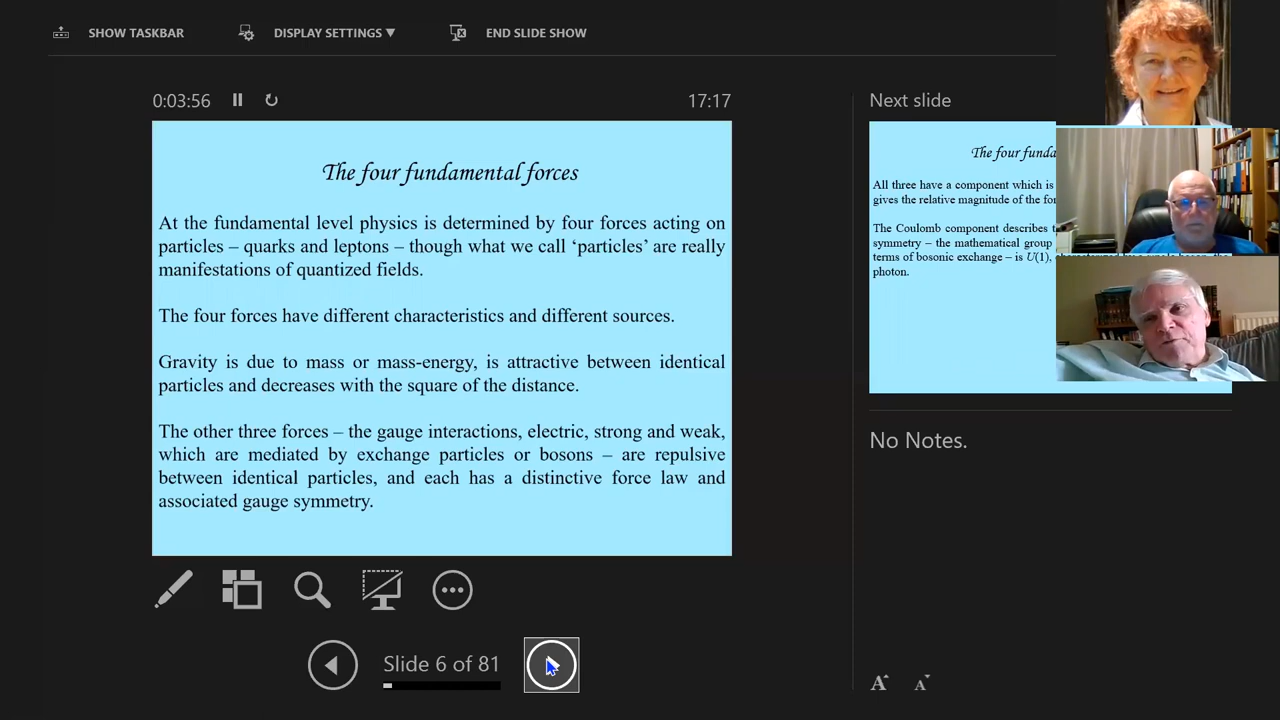 SHOW TASKBAR
DISPLAY SETTINGS ▼
END SLIDE SHOW
0:03:56
17:17
Next slide
The four fundamental forces
At the fundamental level physics is determined by four forces acting on
particles – quarks and leptons – though what we call ‘particles’ are really
manifestations of quantized fields.
The four forces have different characteristics and different sources.
Gravity is due to mass or mass-energy, is attractive between identical
particles and decreases with the square of the distance.
The other three forces – the gauge interactions, electric, strong and weak,
which are mediated by exchange particles or bosons – are repulsive
between identical particles, and each has a distinctive force law and
associated gauge symmetry.
The four
All three have a component which is
gives the relative magnitude of the
The Coulomb component describes
symmetry – the mathematical group
terms of bosonic exchange – is U(1),
photon.
No Notes.
Slide 6 of 81
A A